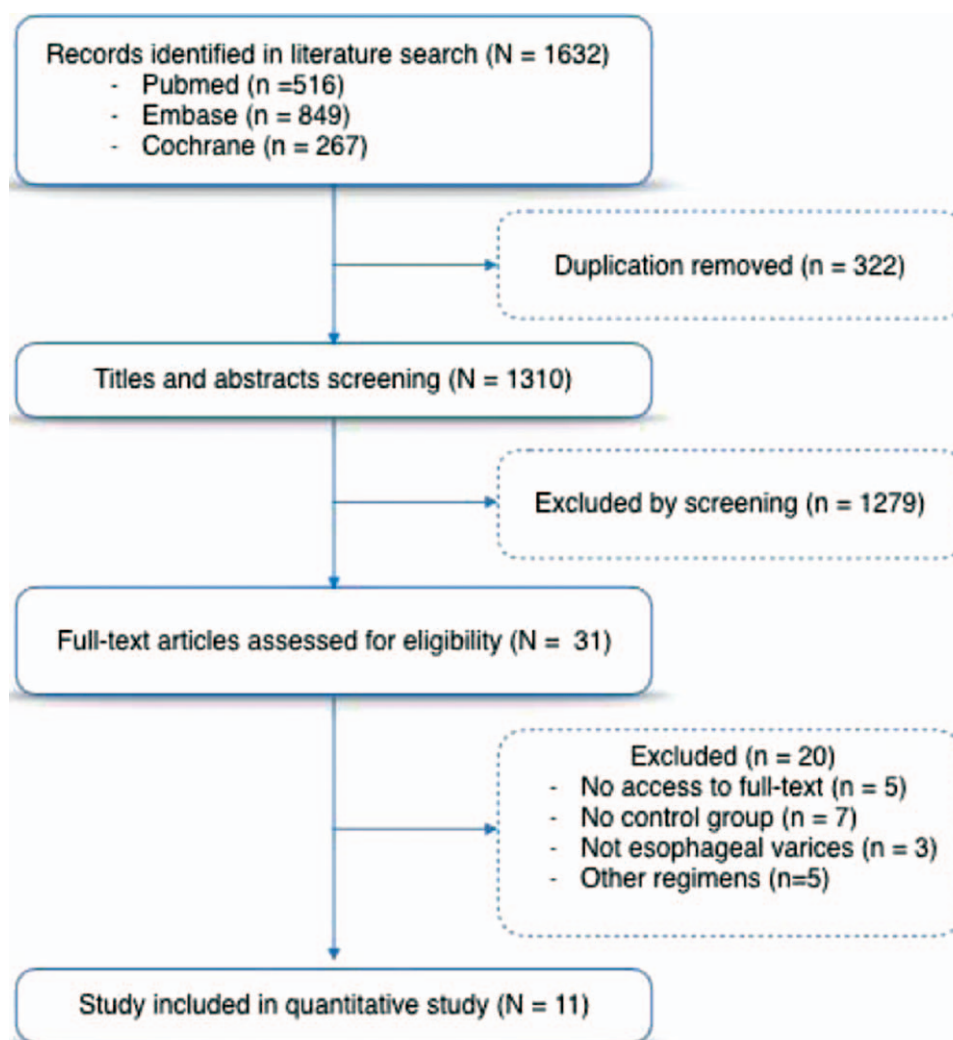 Records identified in literature search (N = 1632)
- Pubmed (n =516)
- Embase (n = 849)
- Cochrane (n = 267)
Duplication removed (n = 322)
Titles and abstracts screening (N = 1310)
Excluded by screening (n = 1279)
Full-text articles assessed for eligibility (N = 31)
Excluded (n = 20)
- No access to full-text (n = 5)
- No control group (n = 7)
- Not esophageal varices (n = 3)
- Other regimens (n=5)
Study included in quantitative study (N = 11)